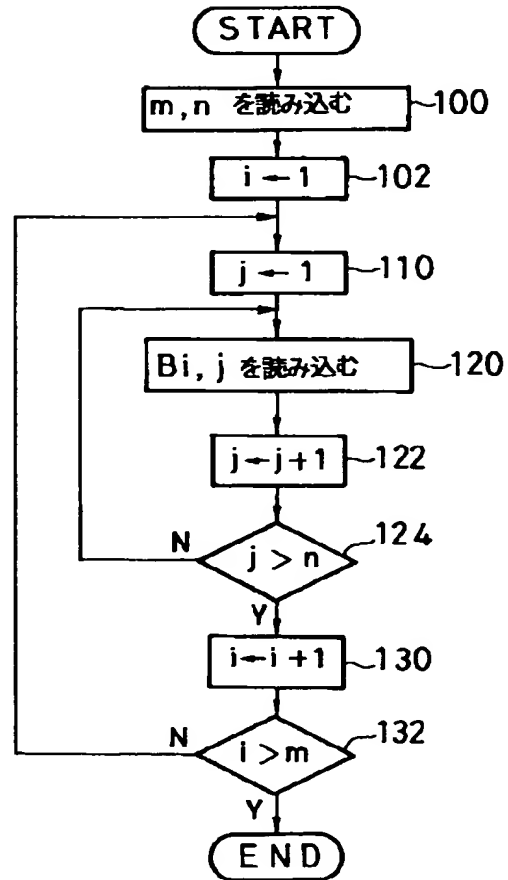 START
m,n を読み込む 100
i ← 1 102
j ← 1 110
Bi, j を読み込む 120
j←j+1 122
j > n 124
N
Y
i←i+1 130
i > m 132
N
Y
END